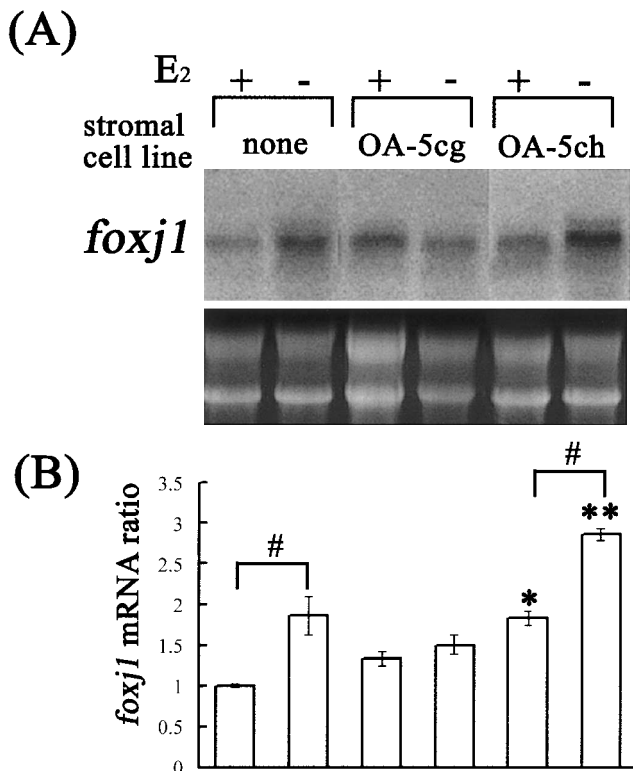 (A)
E2 + - + - + -
stromal
cell line
none OA-5cg OA-5ch
foxj1
(B)
foxj1 mRNA ratio
3.5
3
2.5
2
1.5
1
0.5
0
#
#
*
**